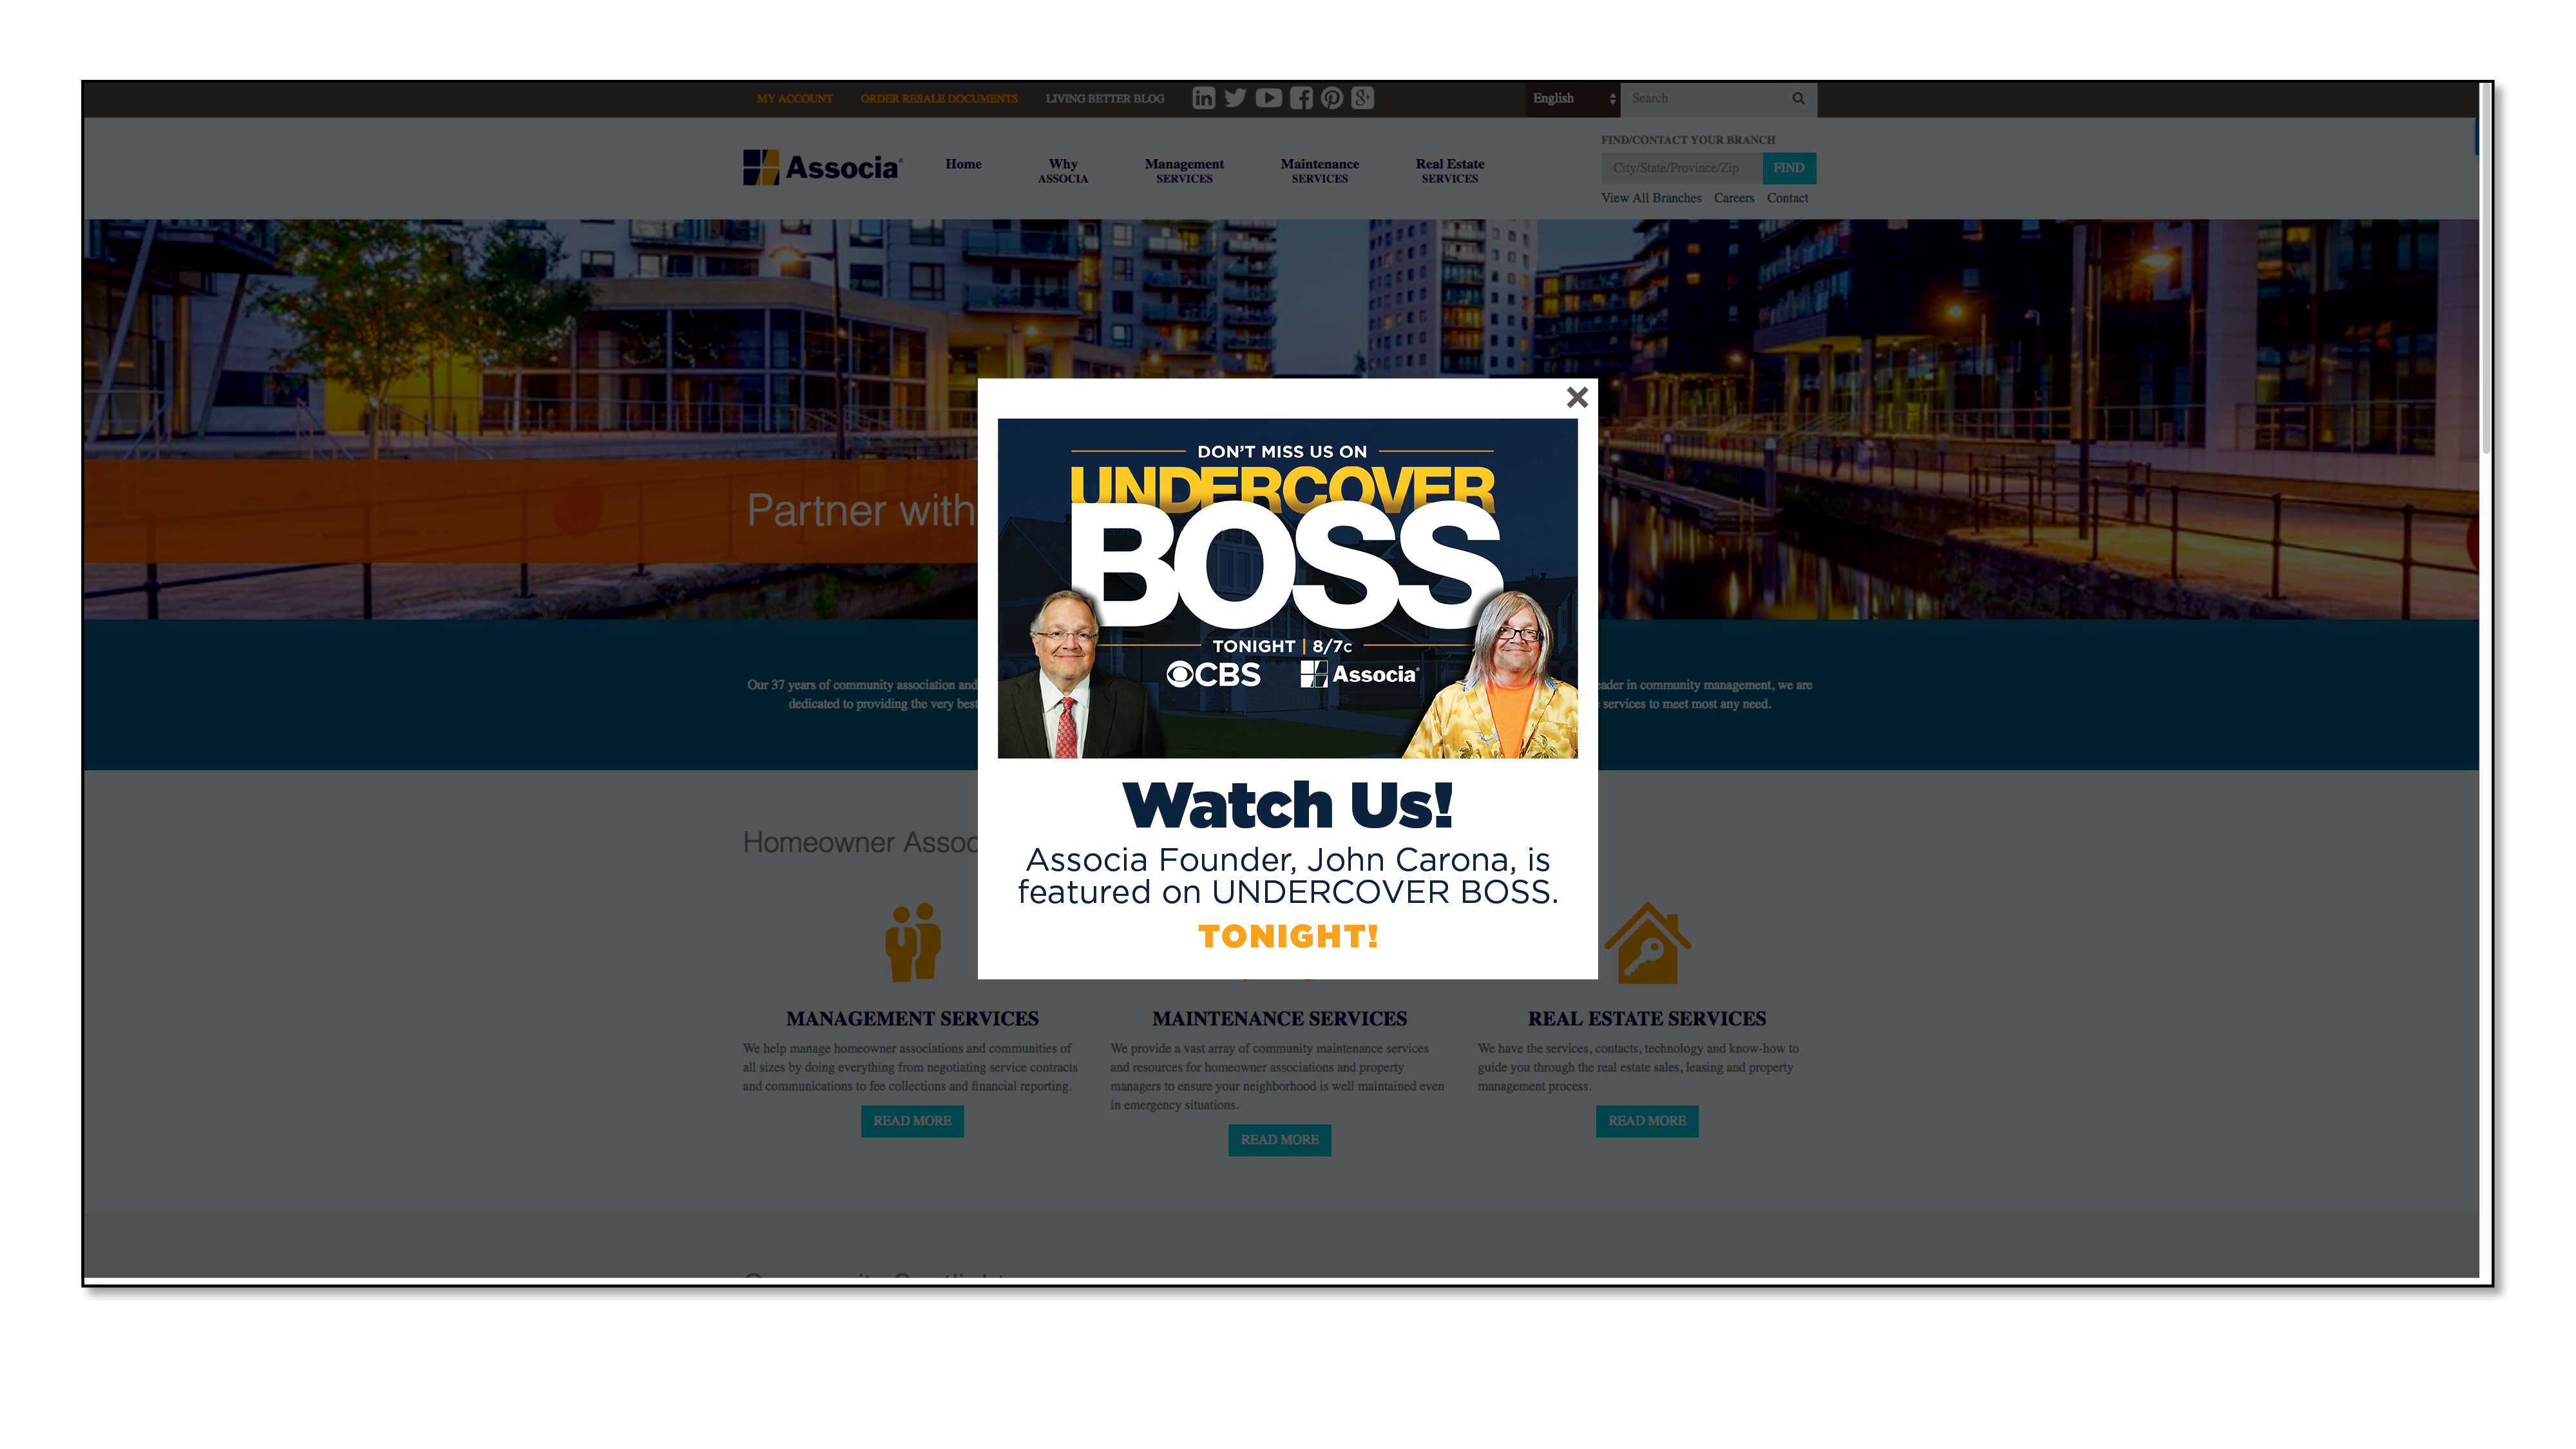 MY ACCOUNT ORDER RESALE DOCUMENTS LIVING BETTER BLOG English Search
Associa
Home
Why
ASSOCIA
Management
SERVICES
Maintenance
SERVICES
Real Estate
SERVICES
FIND/CONTACT YOUR BRANCH
City/State/Province/Zip FIND
View All Branches Careers Contact
Partner with
DON'T MISS US ON
UNDERCOVER
BOSS
TONIGHT | 8/7c
CBS Associa
Watch Us!
Associa Founder, John Carona, is
featured on UNDERCOVER BOSS.
TONIGHT!
Our 37 years of community association and
dedicated to providing the very best
in community management, we are
services to meet most any need.
Homeowner
MANAGEMENT SERVICES
We help manage homeowner associations and communities of
all sizes by doing everything from negotiating service contracts
and communications to fee collections and financial reporting.
READ MORE
MAINTENANCE SERVICES
We provide a vast array of community maintenance services
and resources for homeowner associations and property
managers to ensure your neighborhood is well maintained even
in emergency situations.
READ MORE
REAL ESTATE SERVICES
We have the services, contacts, technology and know-how to
guide you through the real estate sales, leasing and property
management process.
READ MORE